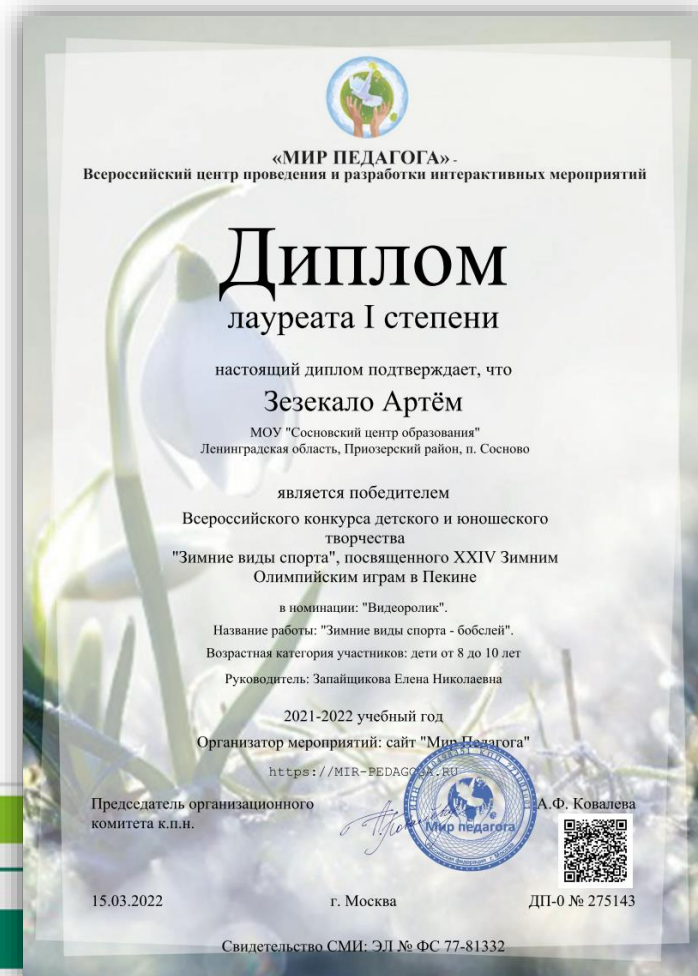 «МИР ПЕДАГОГА» -
Всероссийский центр проведения и разработки интерактивных мероприятий
Диплом
лауреата I степени
настоящий диплом подтверждает, что
Зезекало Артём
МОУ "Сосновский центр образования"
Ленинградская область, Приозерский район, п. Сосново
является победителем
Всероссийского конкурса детского и юношеского
творчества
"Зимние виды спорта", посвященного XXIV Зимним
Олимпийским играм в Пекине
в номинации: "Видеоролик".
Название работы: "Зимние виды спорта - бобслей".
Возрастная категория участников: дети от 8 до 10 лет
Руководитель: Запайщикова Елена Николаевна
2021-2022 учебный год
Организатор мероприятий: сайт "Мир Педагога"
https://MIR-PEDAGOGA.RU
Председатель организационного
комитета к.п.н.
А.Ф. Ковалева
Мир педагога
15.03.2022
г. Москва
ДП-0 № 275143
Свидетельство СМИ: ЭЛ № ФС 77-81332